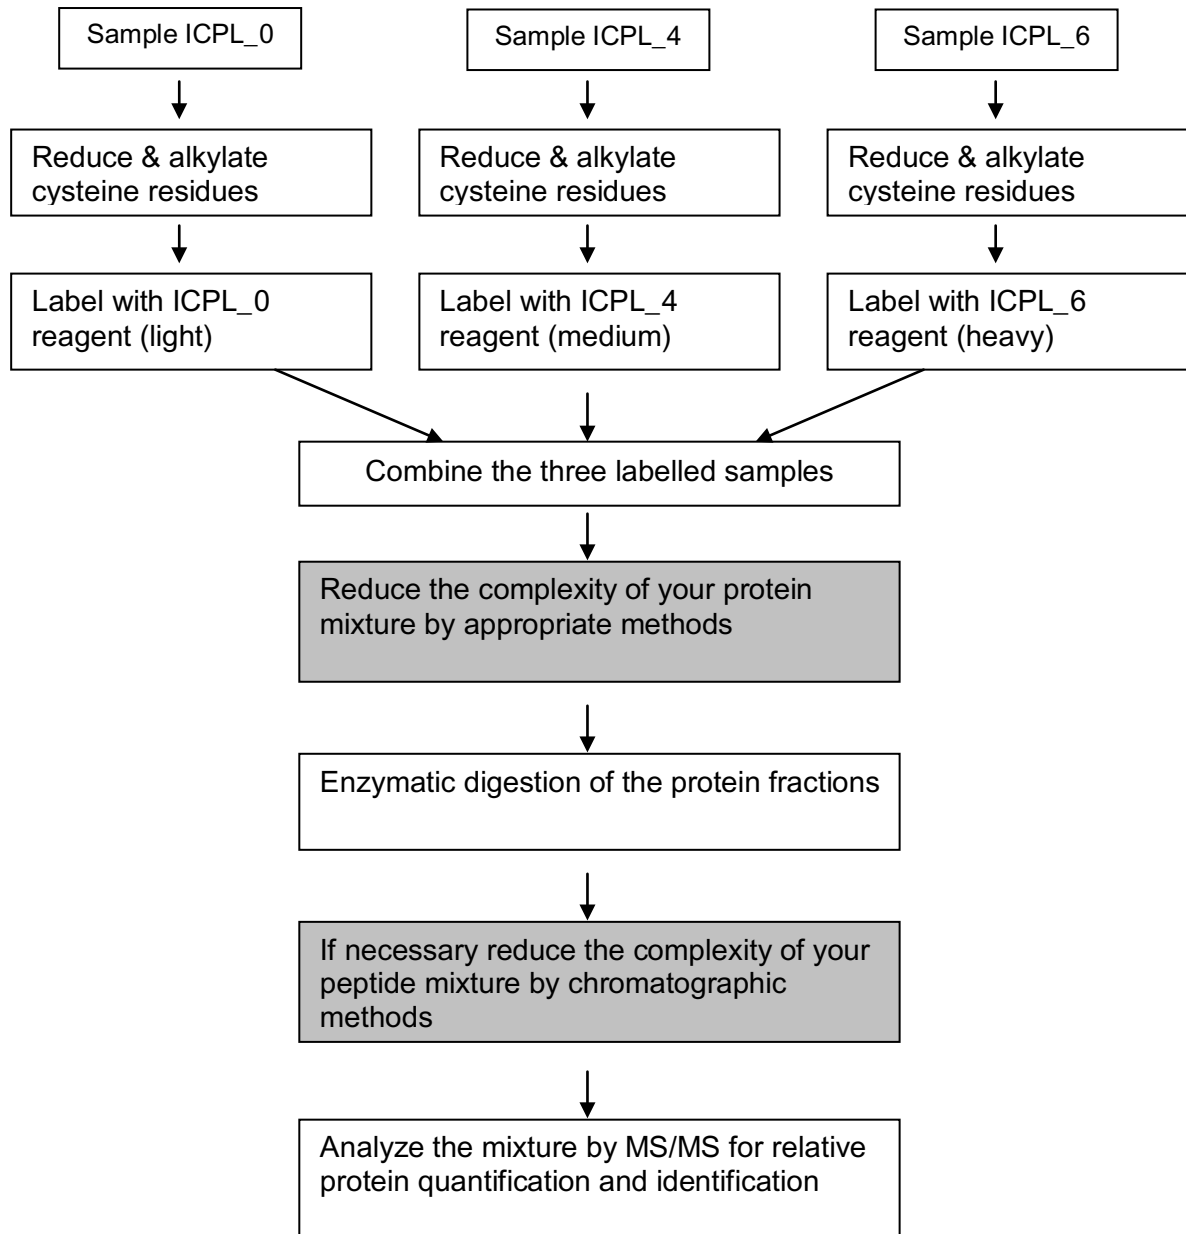 Sample ICPL_0
Sample ICPL_4
Sample ICPL_6
Reduce & alkylate
cysteine residues
Reduce & alkylate
cysteine residues
Reduce & alkylate
cysteine residues
Label with ICPL_0
reagent (light)
Label with ICPL_4
reagent (medium)
Label with ICPL_6
reagent (heavy)
Combine the three labelled samples
Reduce the complexity of your protein
mixture by appropriate methods
Enzymatic digestion of the protein fractions
If necessary reduce the complexity of your
peptide mixture by chromatographic
methods
Analyze the mixture by MS/MS for relative
protein quantification and identification